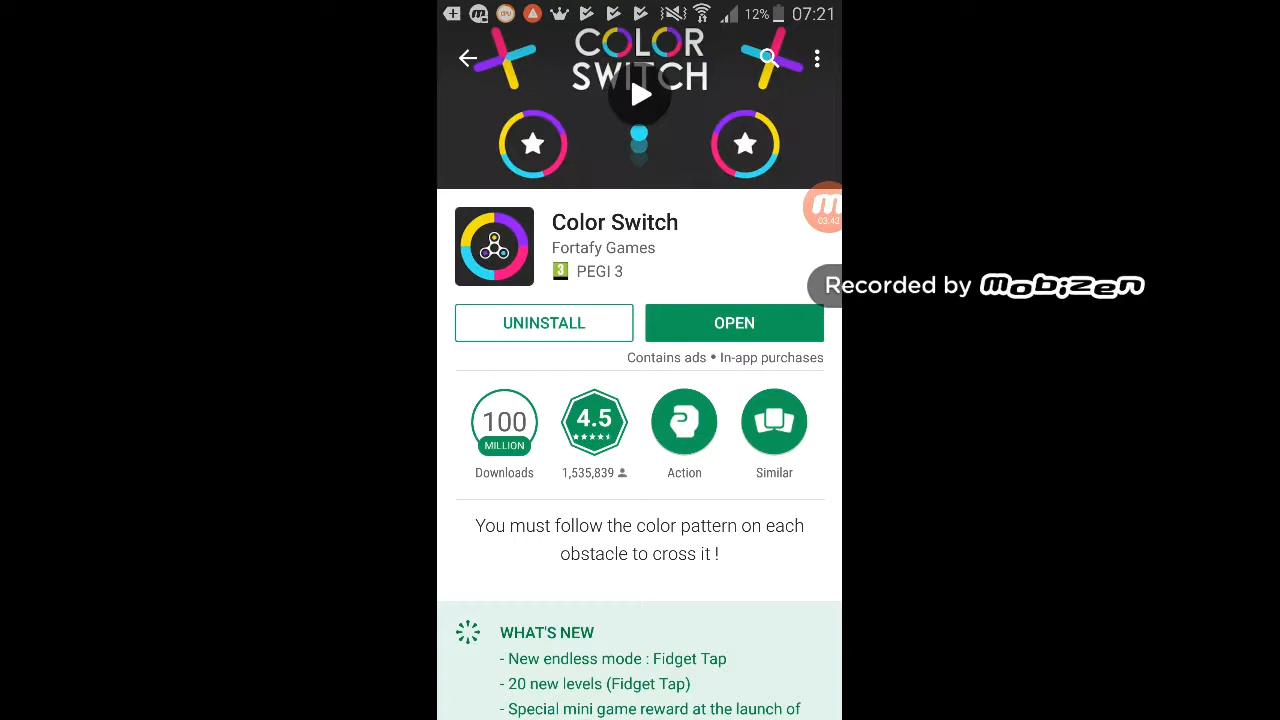 12% 07:21
COLOR
SWITCH
Color Switch
Fortafy Games
3 PEGI 3
03:42
Recorded by mobizen
UNINSTALL
OPEN
Contains ads • In-app purchases
100
MILLION
4.5
Downloads
1,535,839
Action
Similar
You must follow the color pattern on each
obstacle to cross it !
WHAT'S NEW
- New endless mode : Fidget Tap
- 20 new levels (Fidget Tap)
- Special mini game reward at the launch of